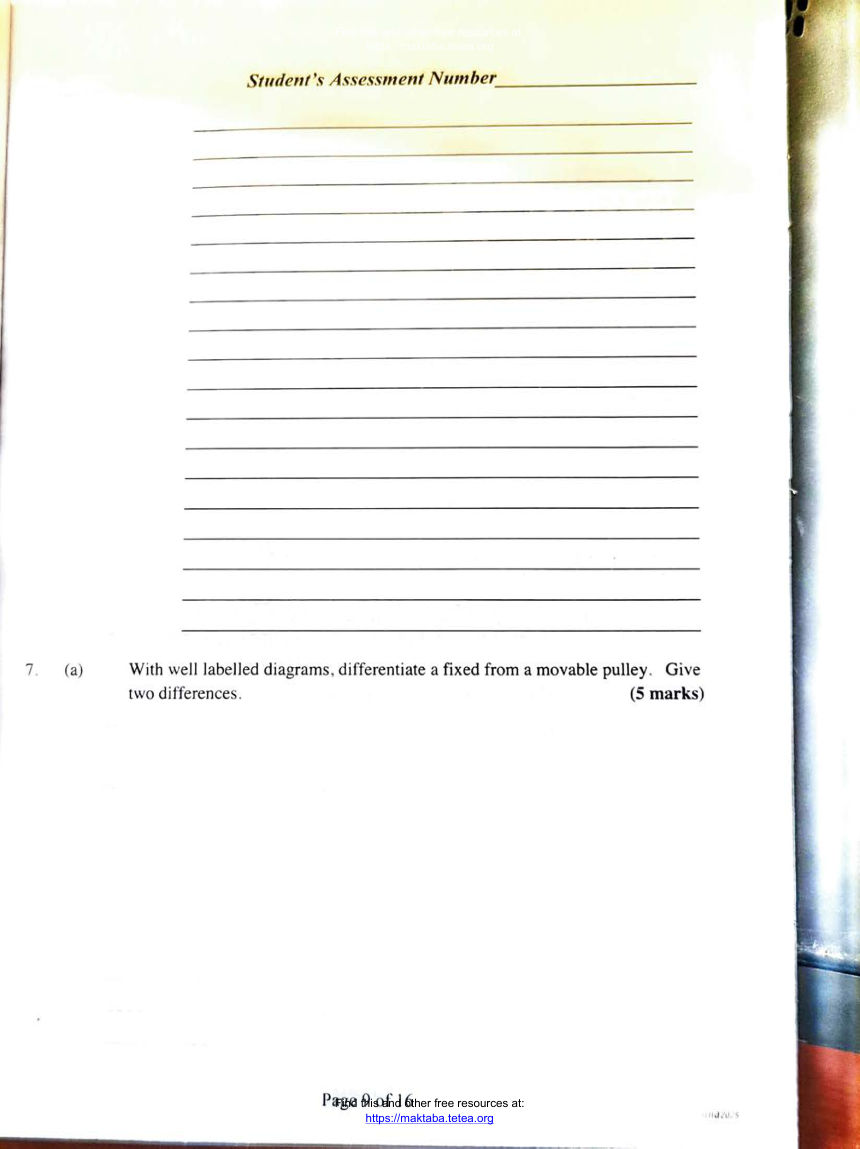 Student's Assessment Number
7. (a) With well labelled diagrams, differentiate a fixed from a movable pulley. Give
two differences. (5 marks)
Page 9 of 16
Find this and other free resources at:
https://maktaba.tetea.org